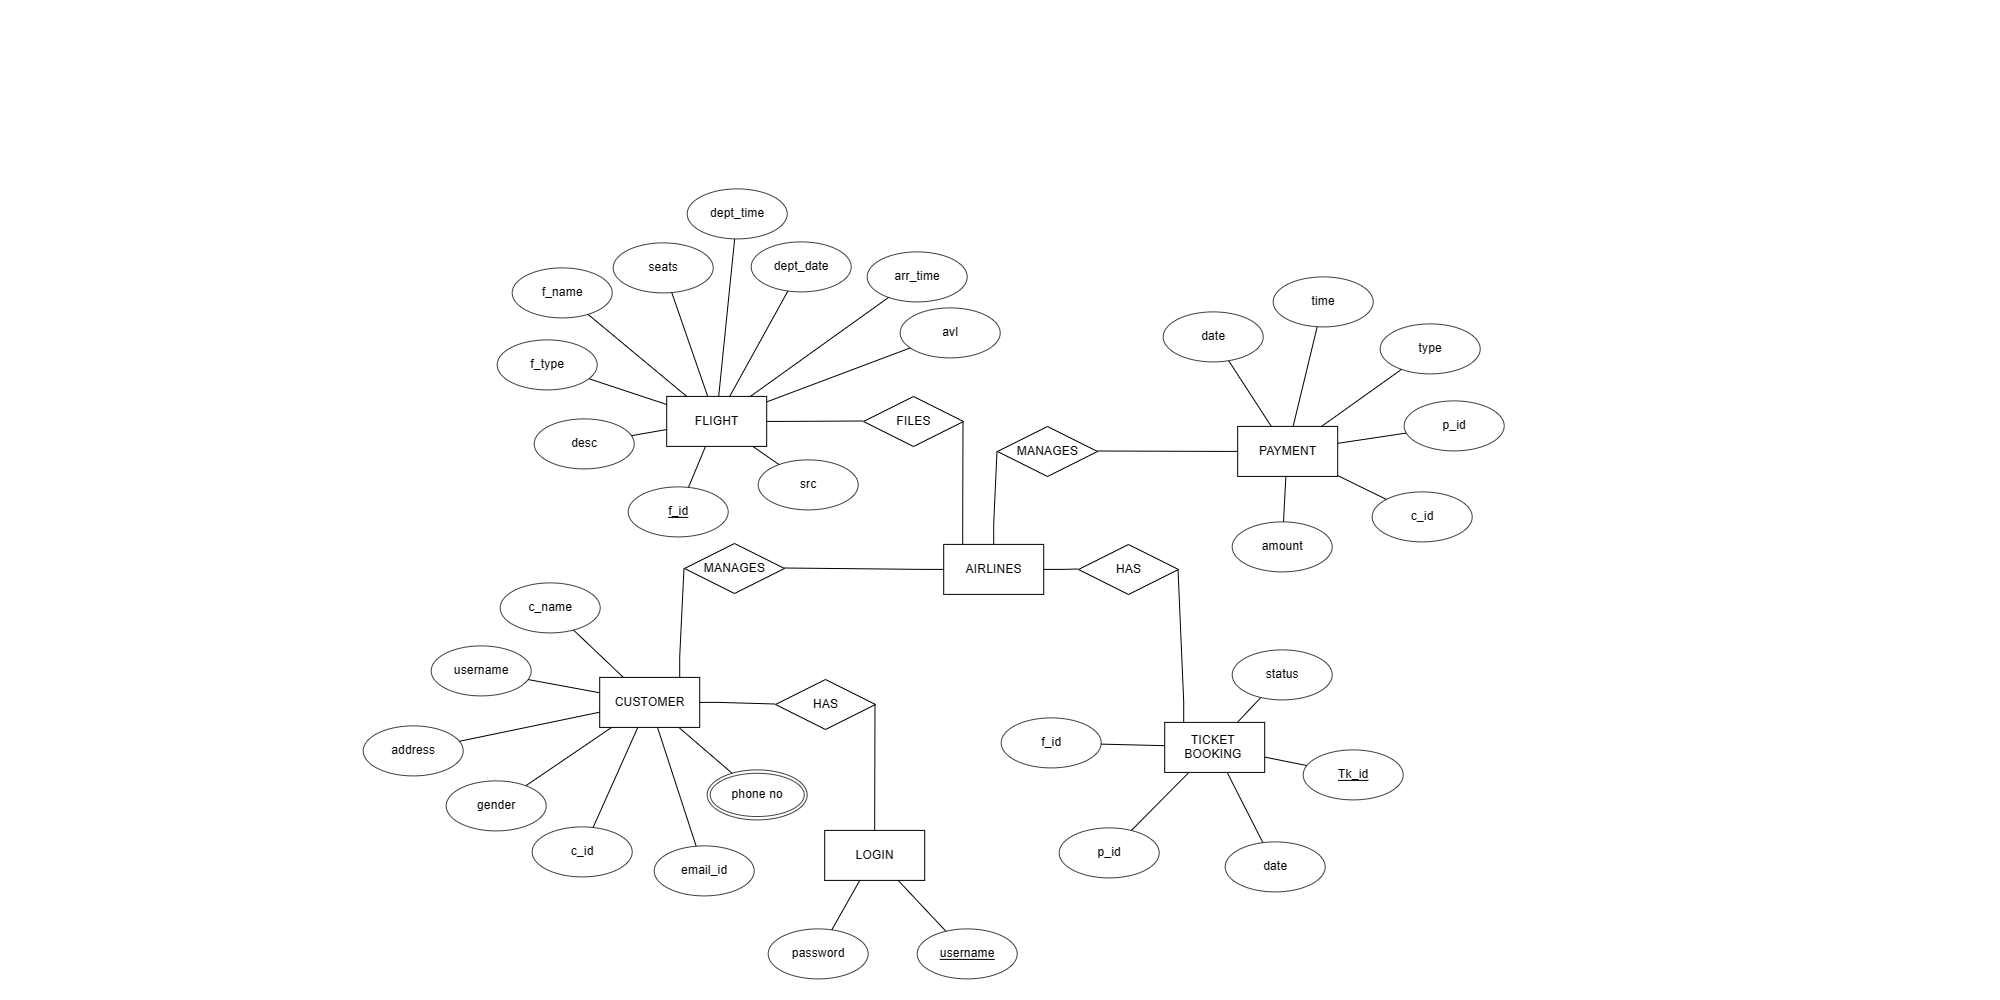 dept_time
seats
dept_date
arr_time
f_name
time
avl
date
type
f_type
FLIGHT
FILES
p_id
desc
MANAGES
PAYMENT
src
f_id
c_id
amount
MANAGES
AIRLINES
HAS
c_name
username
status
CUSTOMER
HAS
f_id
TICKET
BOOKING
address
Tk_id
phone no
gender
c_id
email_id
LOGIN
p_id
date
password
username